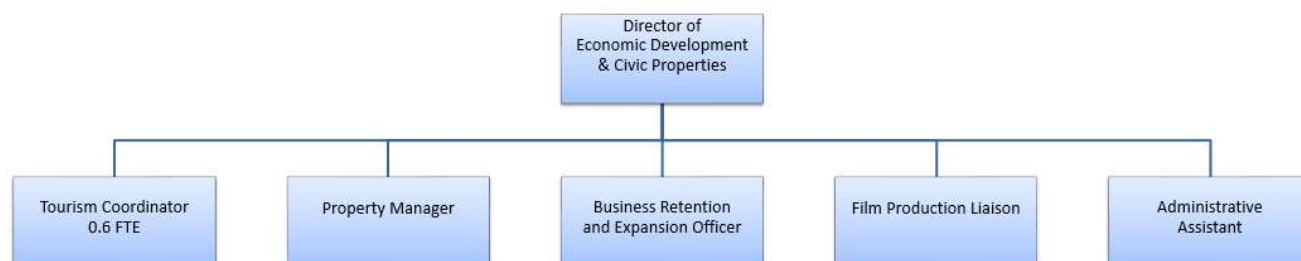 Director of
Economic Development
& Civic Properties
Tourism Coordinator
0.6 FTE
Property Manager
Business Retention
and Expansion Officer
Film Production Liaison
Administrative
Assistant